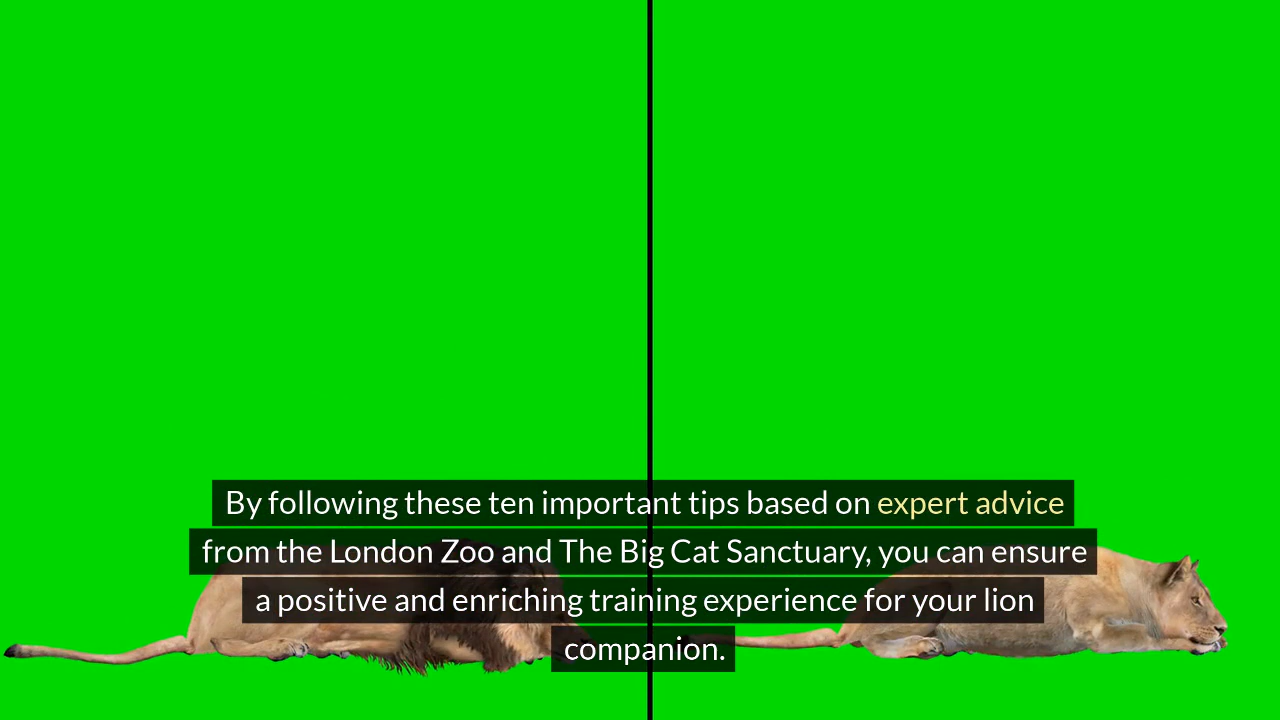 By following these ten important tips based on expert advice
from the London Zoo and The Big Cat Sanctuary, you can ensure
a positive and enriching training experience for your lion
companion.